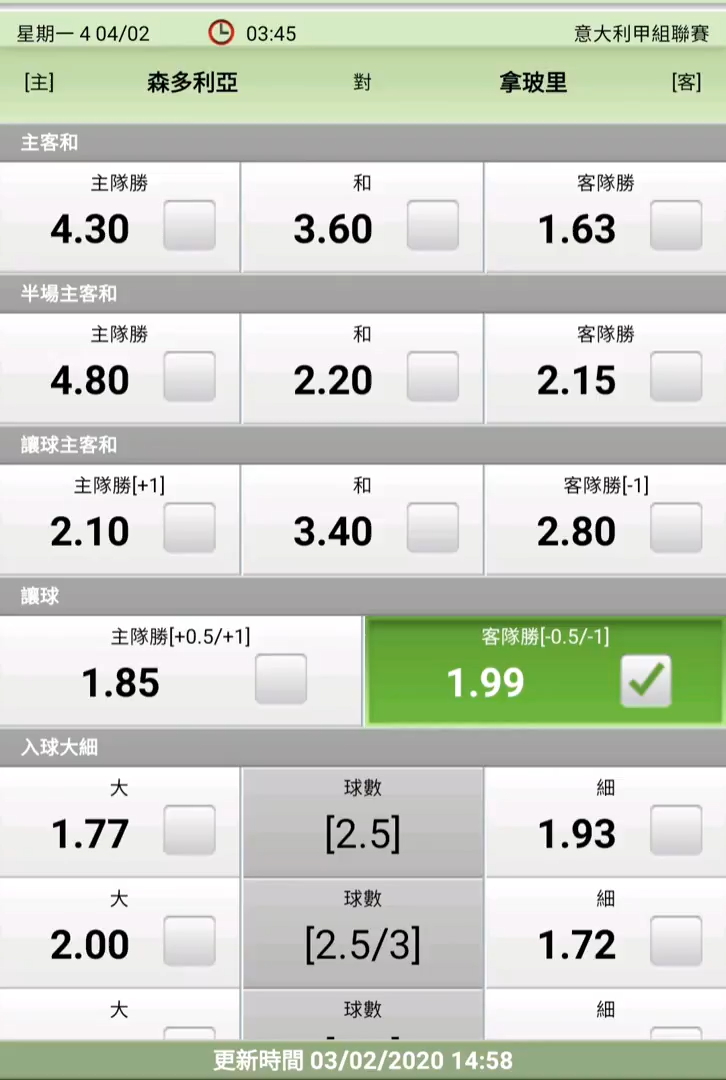 星期一 4 04/02 03:45 意大利甲組聯賽
[主] 森多利亞 對 拿玻里 [客]
主客和
主隊勝 和 客隊勝
4.30 3.60 1.63
半場主客和
主隊勝 和 客隊勝
4.80 2.20 2.15
讓球主客和
主隊勝[+1] 和 客隊勝[-1]
2.10 3.40 2.80
讓球
主隊勝[+0.5/+1] 客隊勝[-0.5/-1]
1.85 1.99
入球大細
大 球數 細
1.77 [2.5] 1.93
大 球數 細
2.00 [2.5/3] 1.72
大 球數 細
更新時間 03/02/2020 14:58